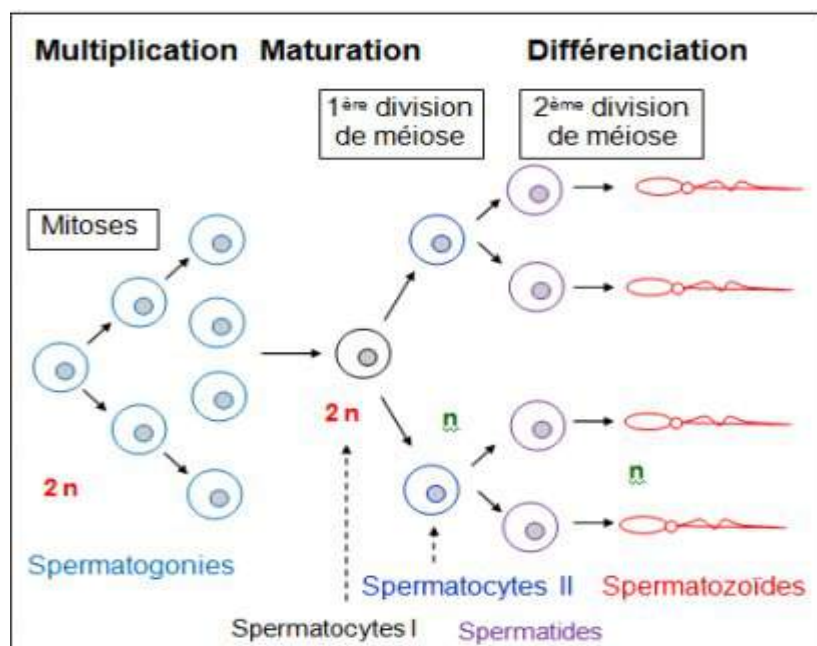 Multiplication Maturation Différenciation
1ère division
de méiose
2ème division
de méiose
Mitoses
2 n
2 n
n
n
Spermatogonies
Spermatocytes II
Spermatozoïdes
Spermatocytes I
Spermatides